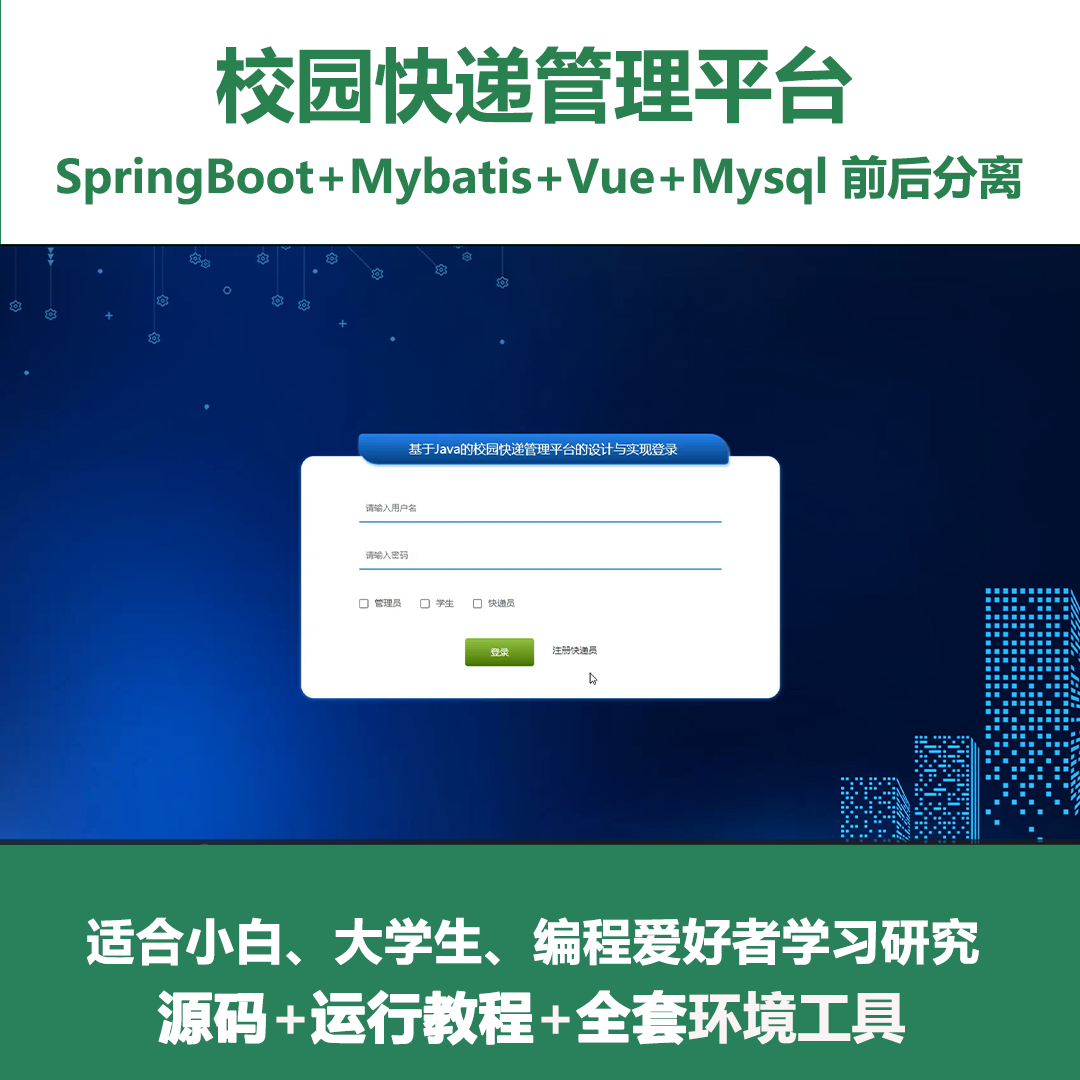 校园快递管理平台
SpringBoot+Mybatis+Vue+Mysql 前后分离
基于Java的校园快递管理平台的设计与实现登录
请输入用户名
请输入密码
管理员 学生 快递员
登录 注册快递员
适合小白、大学生、编程爱好者学习研究
源码+运行教程+全套环境工具